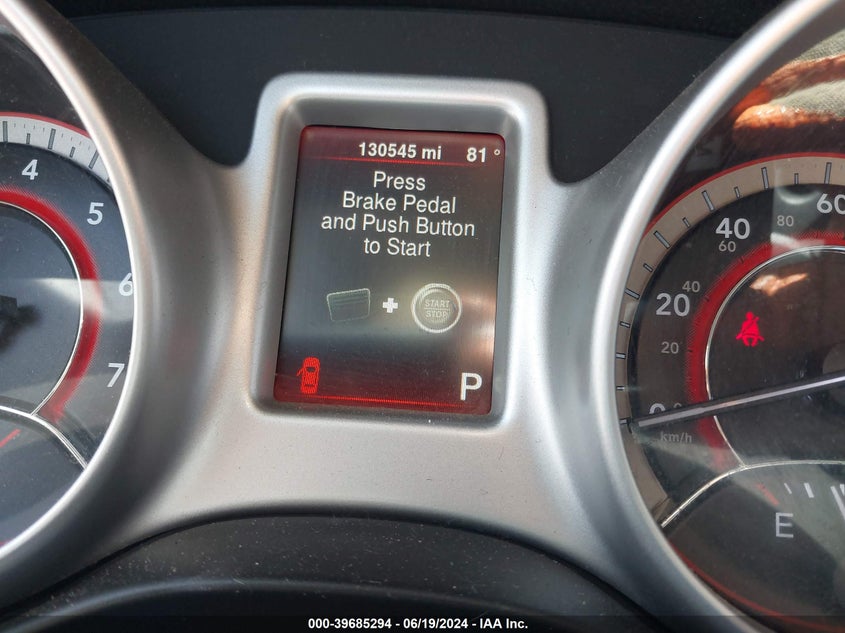 130545 mi 81°
Press
Brake Pedal
and Push Button
to Start
START
STOP
P
4
5
6
7
60
80
40
60
40
20
20
0
km/h
E
000-39685294 - 06/19/2024 - IAA Inc.